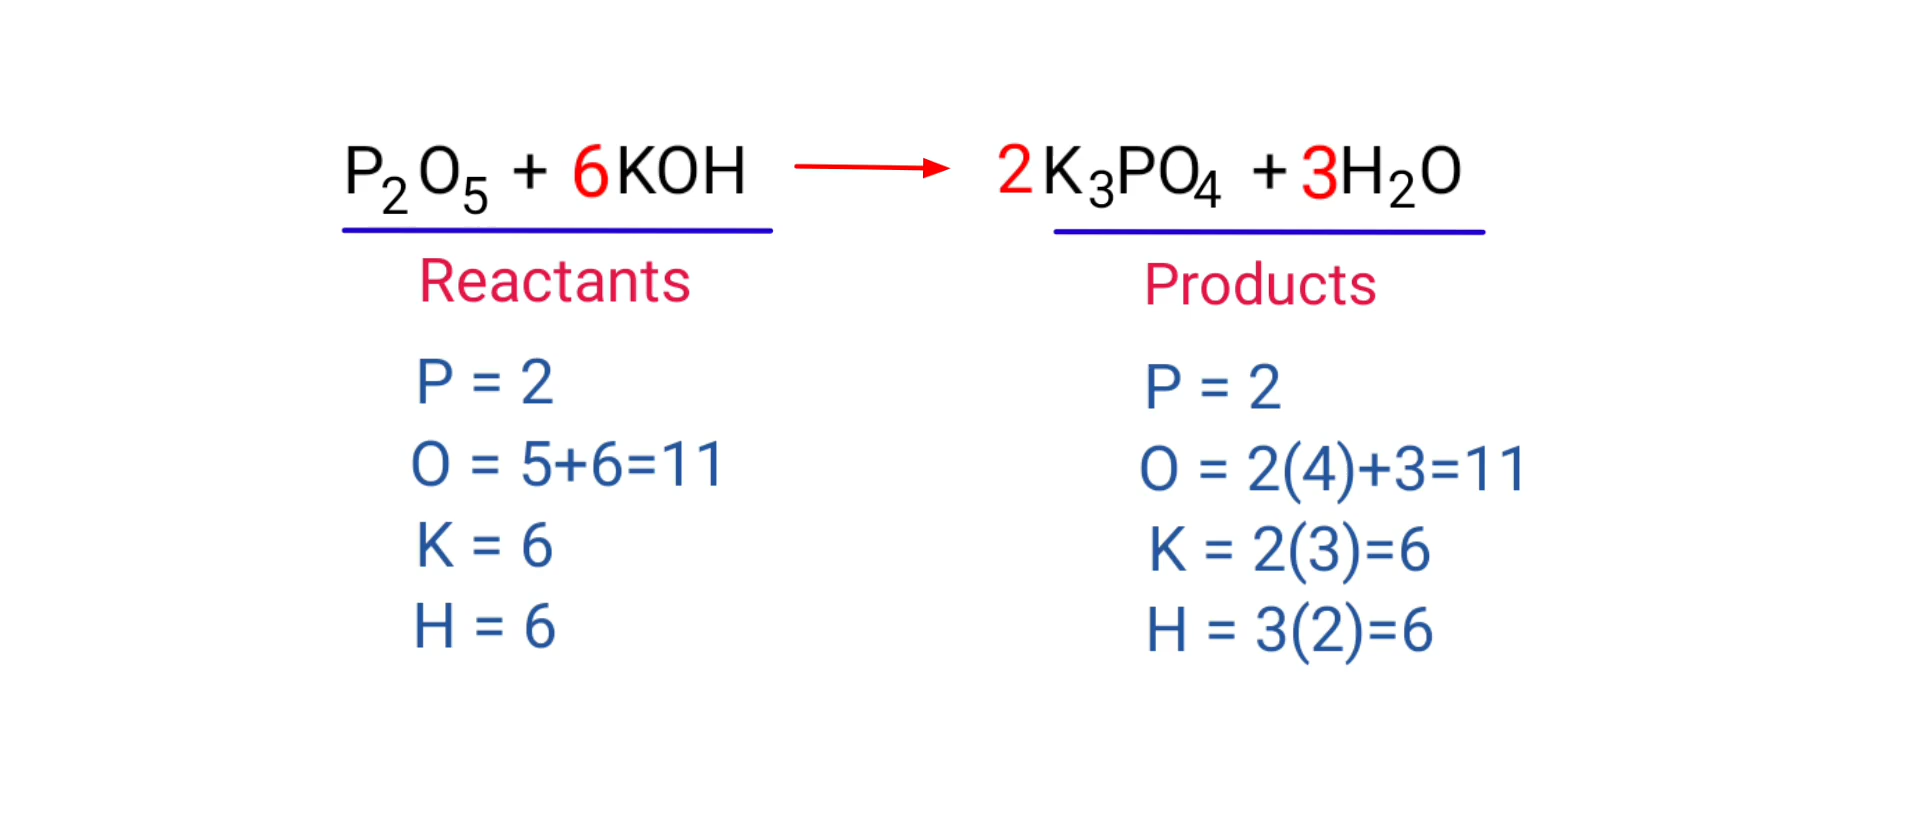 P₂O₅ + 6KOH ⟶ 2K₃PO₄ + 3H₂O
Reactants
P = 2
O = 5+6=11
K = 6
H = 6
Products
P = 2
O = 2(4)+3=11
K = 2(3)=6
H = 3(2)=6